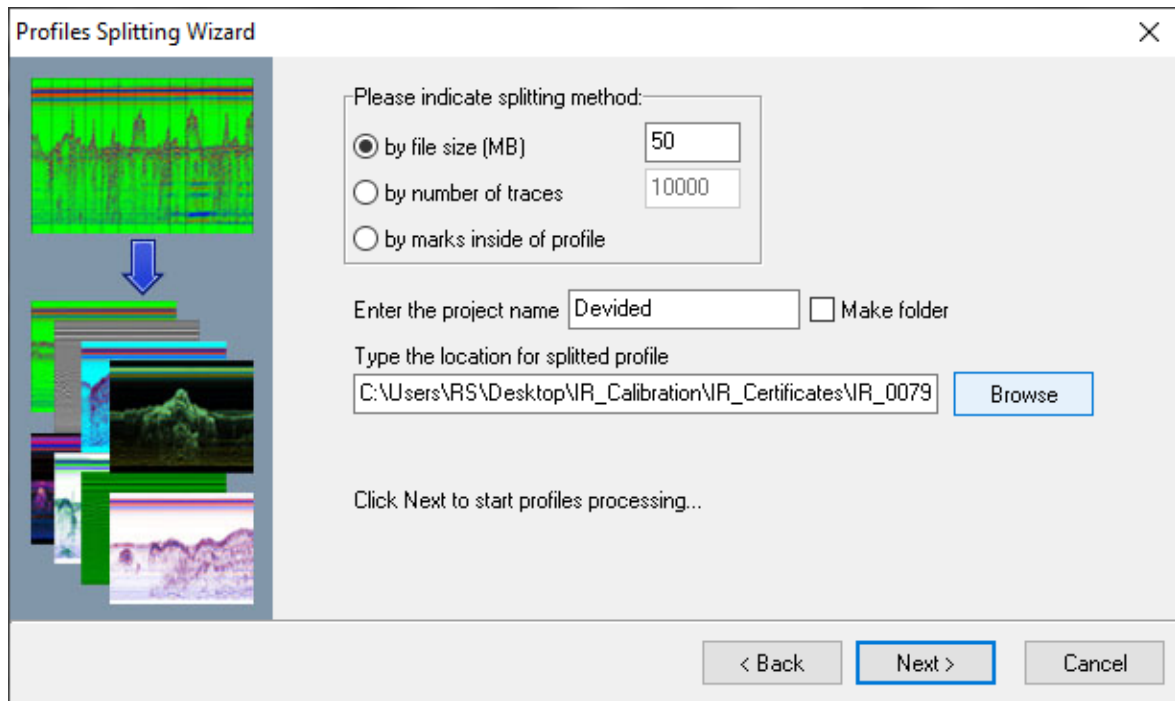 Profiles Splitting Wizard
Please indicate splitting method:
by file size (MB) 50
by number of traces 10000
by marks inside of profile
Enter the project name Devided Make folder
Type the location for splitted profile
C:\Users\RS\Desktop\IR_Calibration\IR_Certificates\IR_0079 Browse
Click Next to start profiles processing...
< Back Next > Cancel